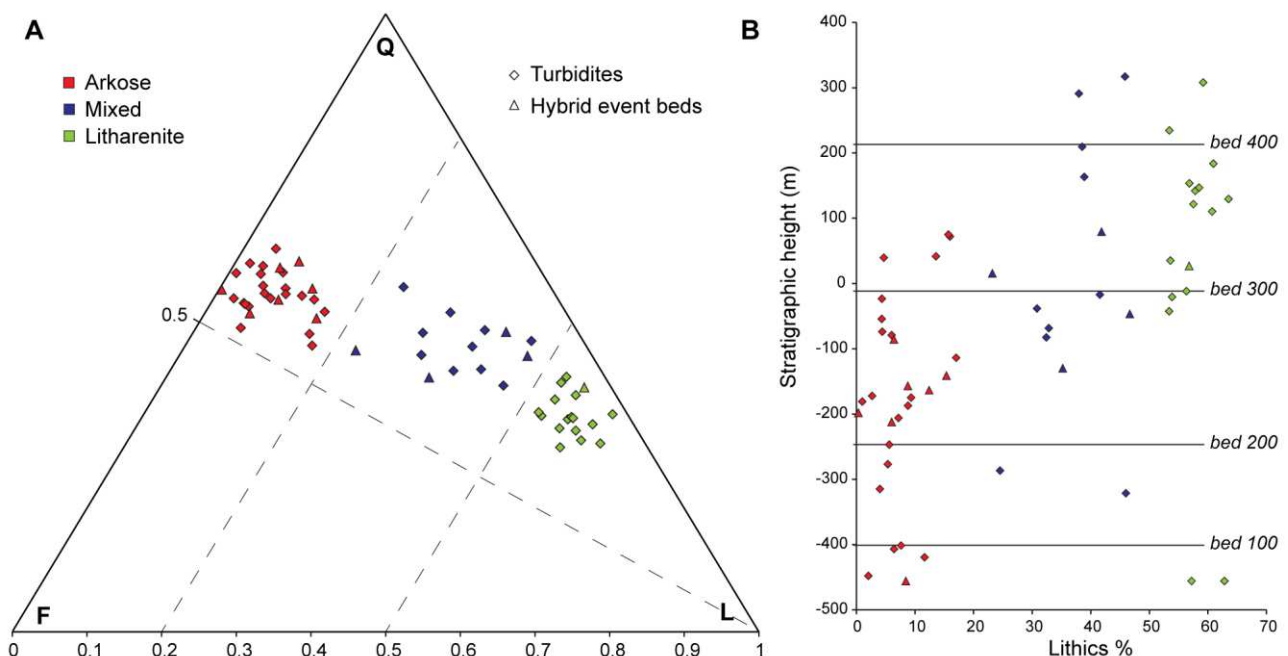 A
Q
Arkose
Mixed
Litharenite
Turbidites
Hybrid event beds
0.5
F
L
0 0.1 0.2 0.3 0.4 0.5 0.6 0.7 0.8 0.9 1
B
Stratigraphic height (m)
400
300
200
100
0
-100
-200
-300
-400
-500
bed 400
bed 300
bed 200
bed 100
0 10 20 30 40 50 60 70
Lithics %